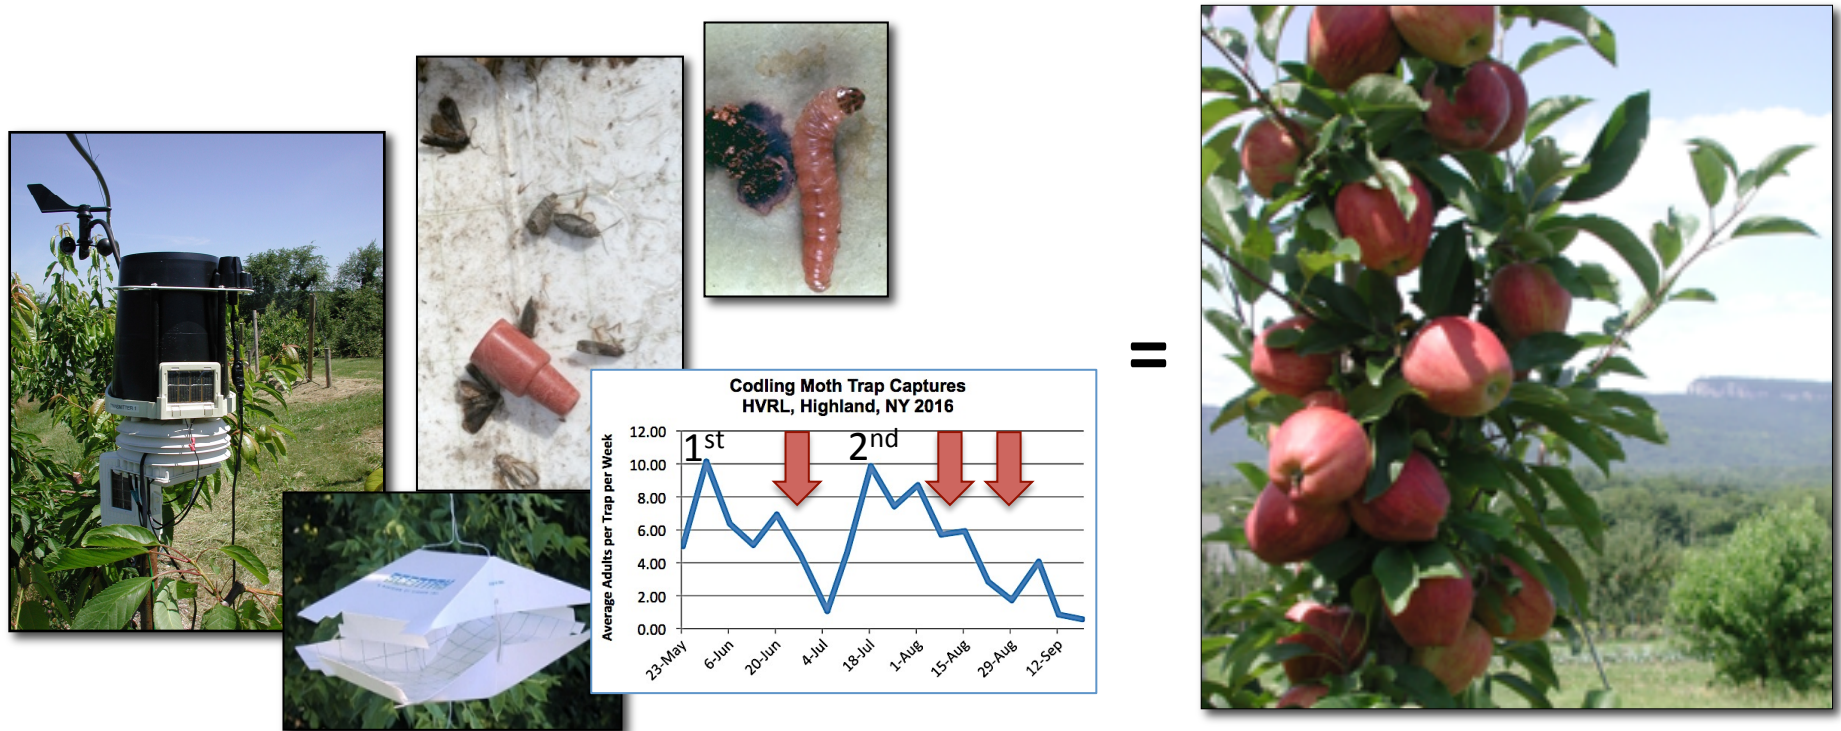 Codling Moth Trap Captures
HVRL, Highland, NY 2016
Average Adults per Trap per Week
12.00
10.00
8.00
6.00
4.00
2.00
0.00
1st
2nd
23-May
6-Jun
20-Jun
4-Jul
18-Jul
1-Aug
15-Aug
29-Aug
12-Sep
=